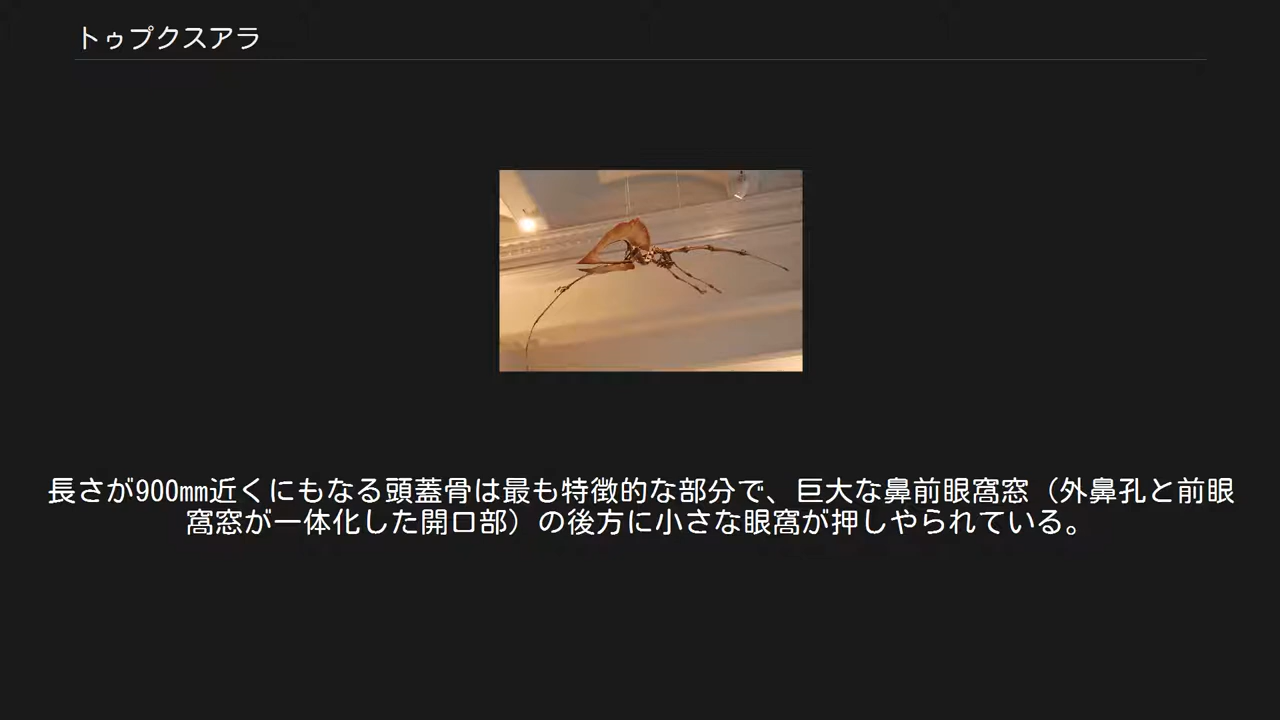 トゥプクスアラ
長さが900mm近くにもなる頭蓋骨は最も特徴的な部分で、巨大な鼻前眼窩窓（外鼻孔と前眼
窩窓が一体化した開口部）の後方に小さな眼窩が押しやられている。